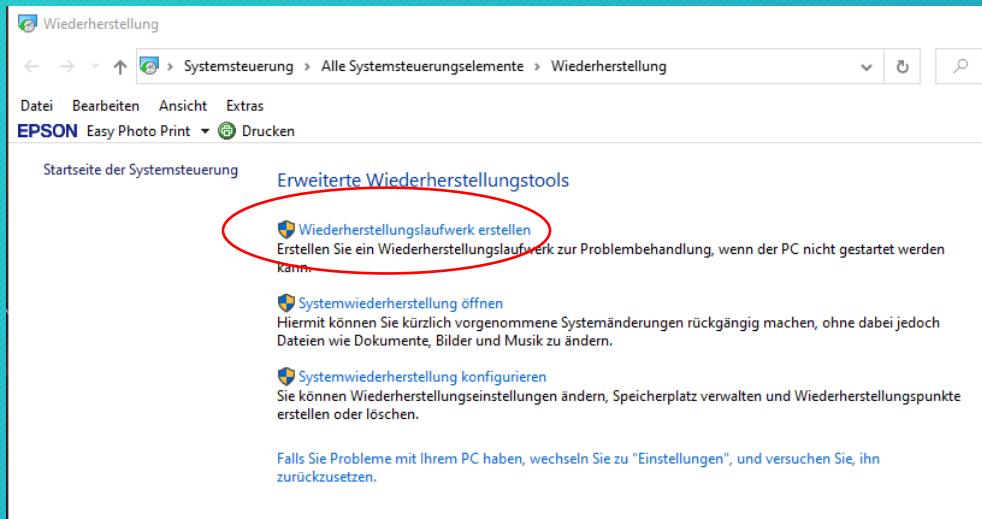 Wiederherstellung
Systemsteuerung > Alle Systemsteuerungselemente > Wiederherstellung
Datei Bearbeiten Ansicht Extras
EPSON Easy Photo Print Drucken
Startseite der Systemsteuerung
Erweiterte Wiederherstellungstools
Wiederherstellungslaufwerk erstellen
Erstellen Sie ein Wiederherstellungslaufwerk zur Problembehandlung, wenn der PC nicht gestartet werden
kann.
Systemwiederherstellung öffnen
Hiermit können Sie kürzlich vorgenommene Systemänderungen rückgängig machen, ohne dabei jedoch
Dateien wie Dokumente, Bilder und Musik zu ändern.
Systemwiederherstellung konfigurieren
Sie können Wiederherstellungseinstellungen ändern, Speicherplatz verwalten und Wiederherstellungspunkte
erstellen oder löschen.
Falls Sie Probleme mit Ihrem PC haben, wechseln Sie zu "Einstellungen", und versuchen Sie, ihn
zurückzusetzen.